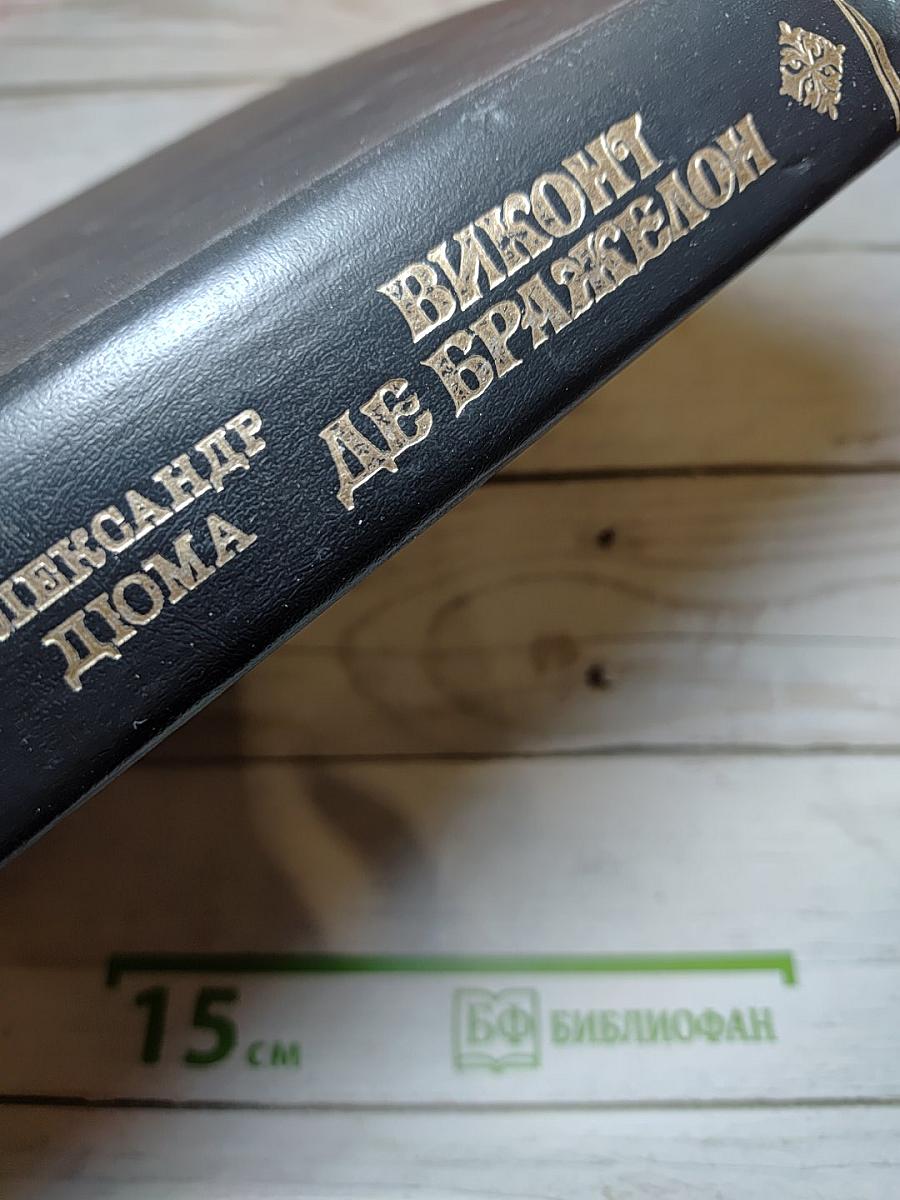 ЛЕКСАНДР
ДЮМА
ВИКОНТ
ДЕ БРАЖЕЛОН
15 см
БФ БИБЛИОФАН